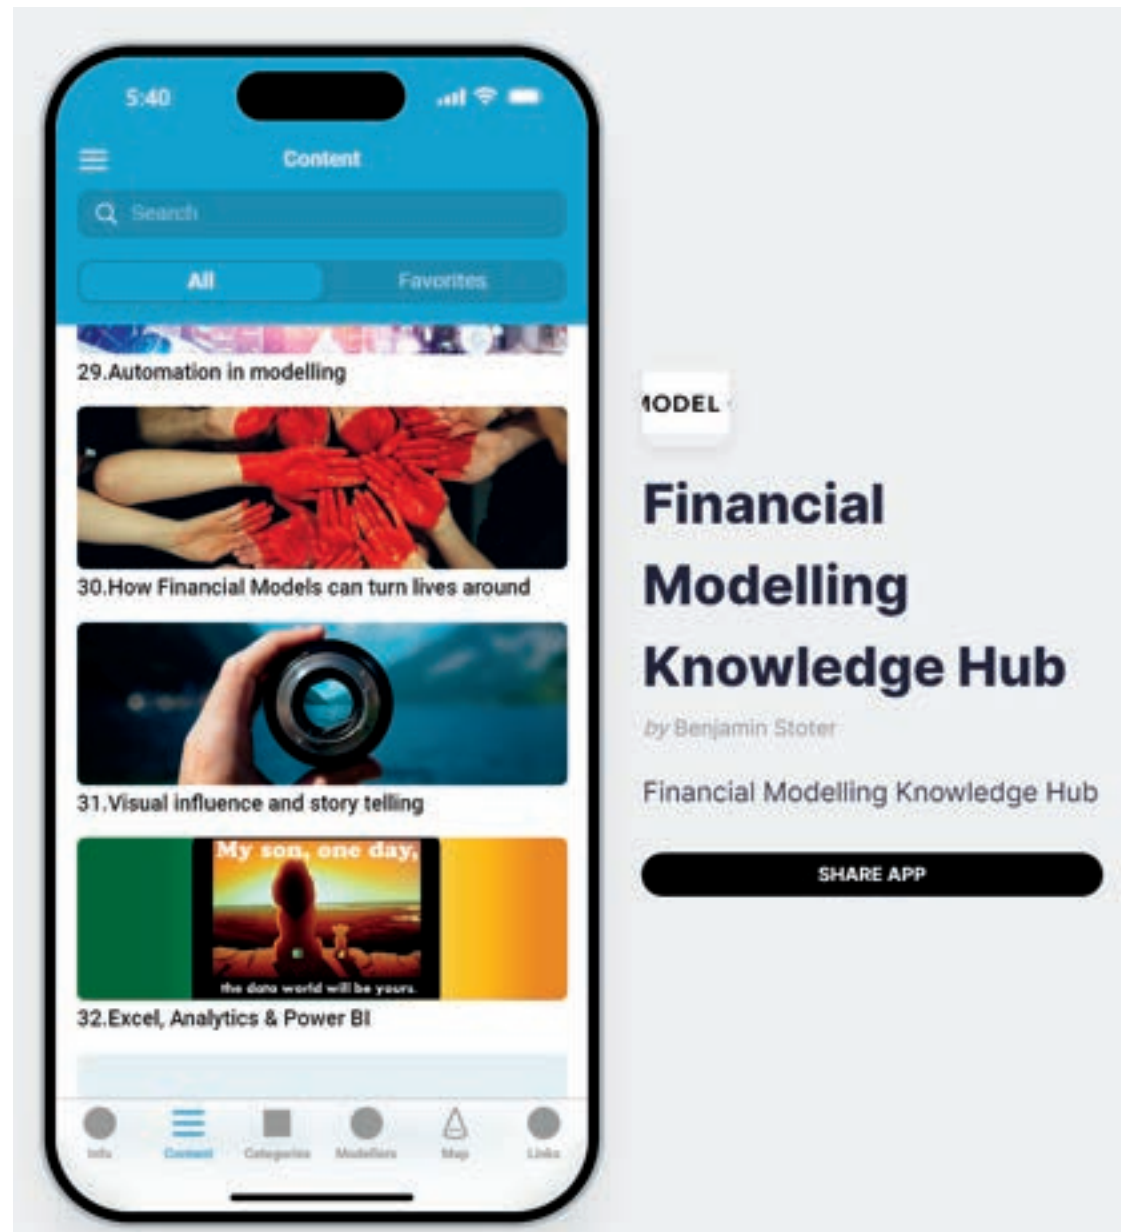 5:40
Content
Search
All
Favorites
29.Automation in modelling
30.How Financial Models can turn lives around
31.Visual influence and story telling
My son, one day,
the data world will be yours.
32.Excel, Analytics & Power BI
Info
Content
Categories
Modellers
Map
Links
MODEL
Financial
Modelling
Knowledge Hub
by Benjamin Stoter
Financial Modelling Knowledge Hub
SHARE APP